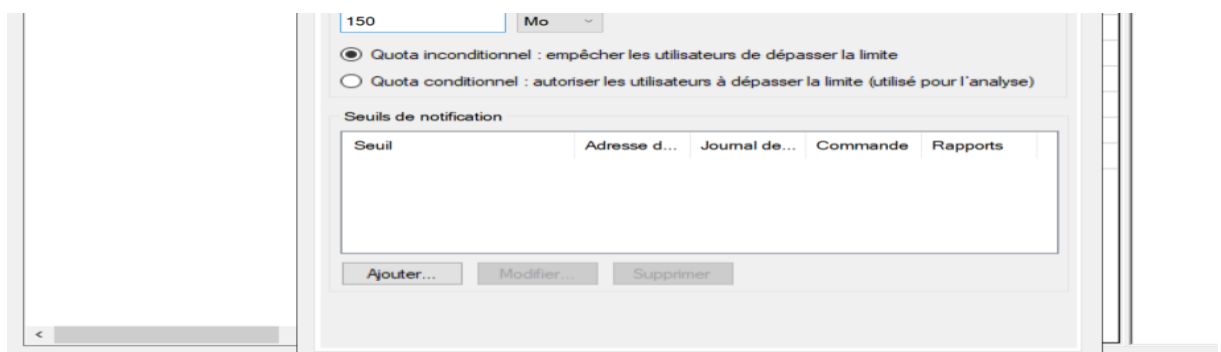 150 Mo
Quota inconditionnel : empêcher les utilisateurs de dépasser la limite
Quota conditionnel : autoriser les utilisateurs à dépasser la limite (utilisé pour l'analyse)
Seuils de notification
Seuil Adresse d... Journal de... Commande Rapports
Ajouter... Modifier... Supprimer